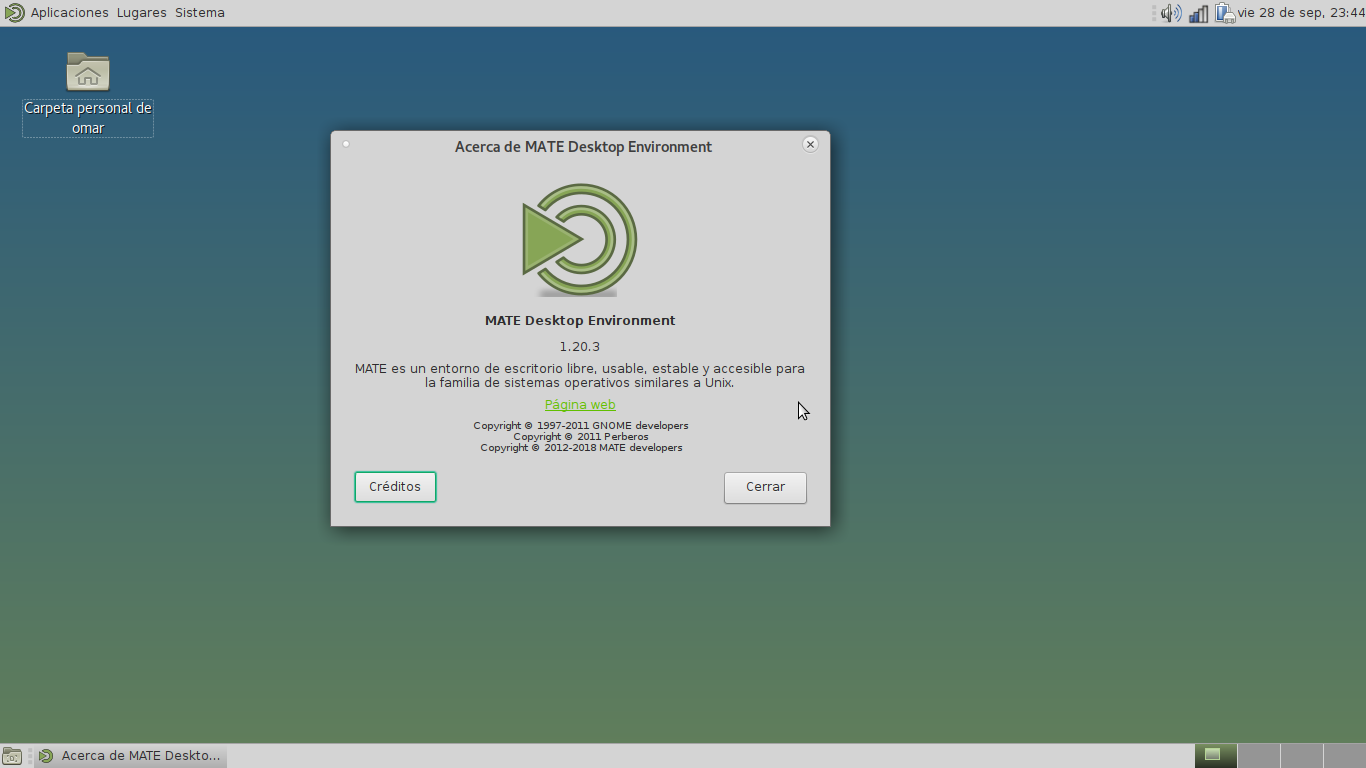 Aplicaciones Lugares Sistema
vie 28 de sep, 23:44
Carpeta personal de
omar
Acerca de MATE Desktop Environment
MATE Desktop Environment
1.20.3
MATE es un entorno de escritorio libre, usable, estable y accesible para
la familia de sistemas operativos similares a Unix.
Página web
Copyright © 1997-2011 GNOME developers
Copyright © 2011 Perberos
Copyright © 2012-2018 MATE developers
Créditos
Cerrar
Acerca de MATE Deskto...